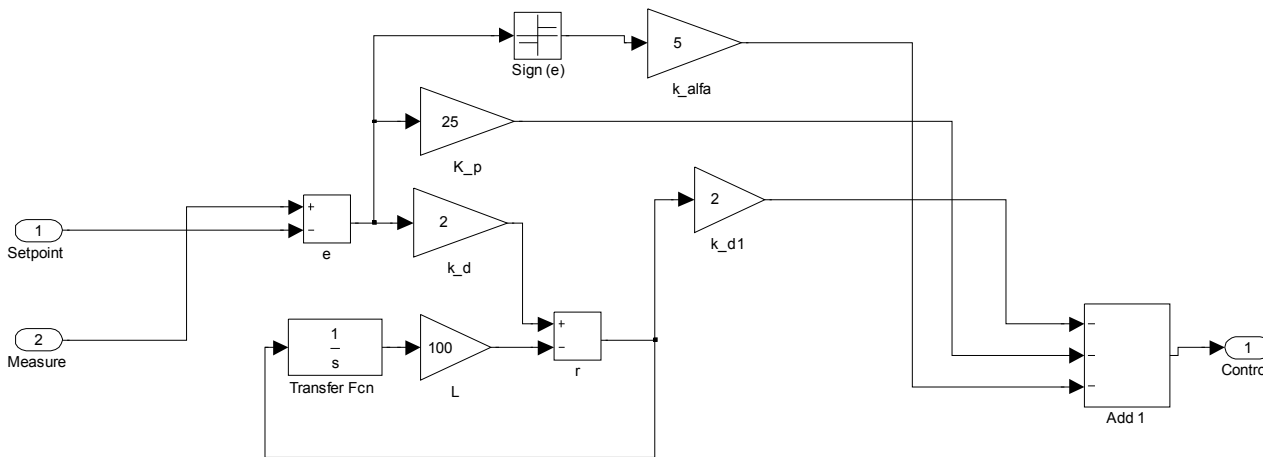 Sign (e)
5
k_alfa
25
K_p
1
Setpoint
+
−
e
2
k_d
2
k_d1
2
Measure
1
s
Transfer Fcn
100
L
+
−
r
−
−
−
Add 1
1
Control